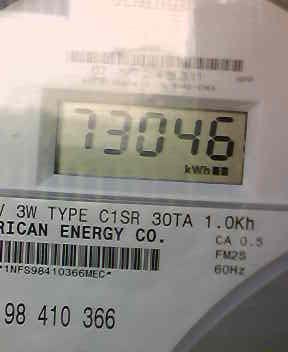 73046
kWh
V 3W TYPE C1SR 30TA 1.0Kh
RICAN ENERGY CO.
CA 0.5
FM2S
60Hz
*1NFS98410366MEC*
98 410 366